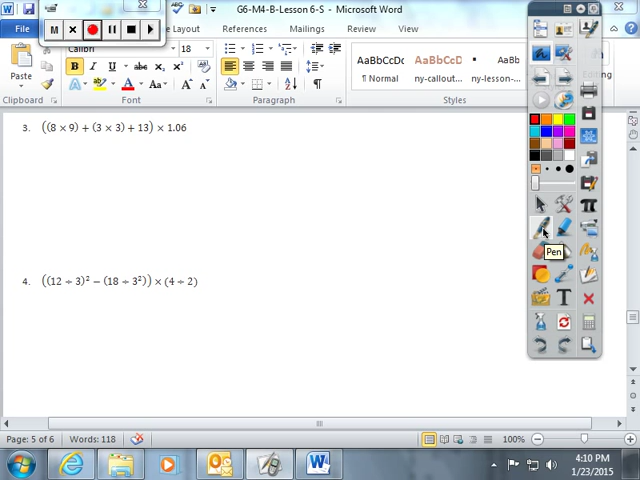 G6-M4-B-Lesson 6-S - Microsoft Word
M
File
Layout
References
Mailings
Review
View
Calibri
18
Paste
B I U
A
AaBbCcDc
AaBbCcD
AaBb
¶ Normal
ny-callout...
ny-lesson-...
Editing
Clipboard
Font
Paragraph
Styles
3. ((8 × 9) + (3 × 3) + 13) × 1.06
Pen
T
4. ((12 ÷ 3)² − (18 ÷ 3²)) × (4 ÷ 2)
Page: 5 of 6
Words: 118
100%
4:10 PM
1/23/2015